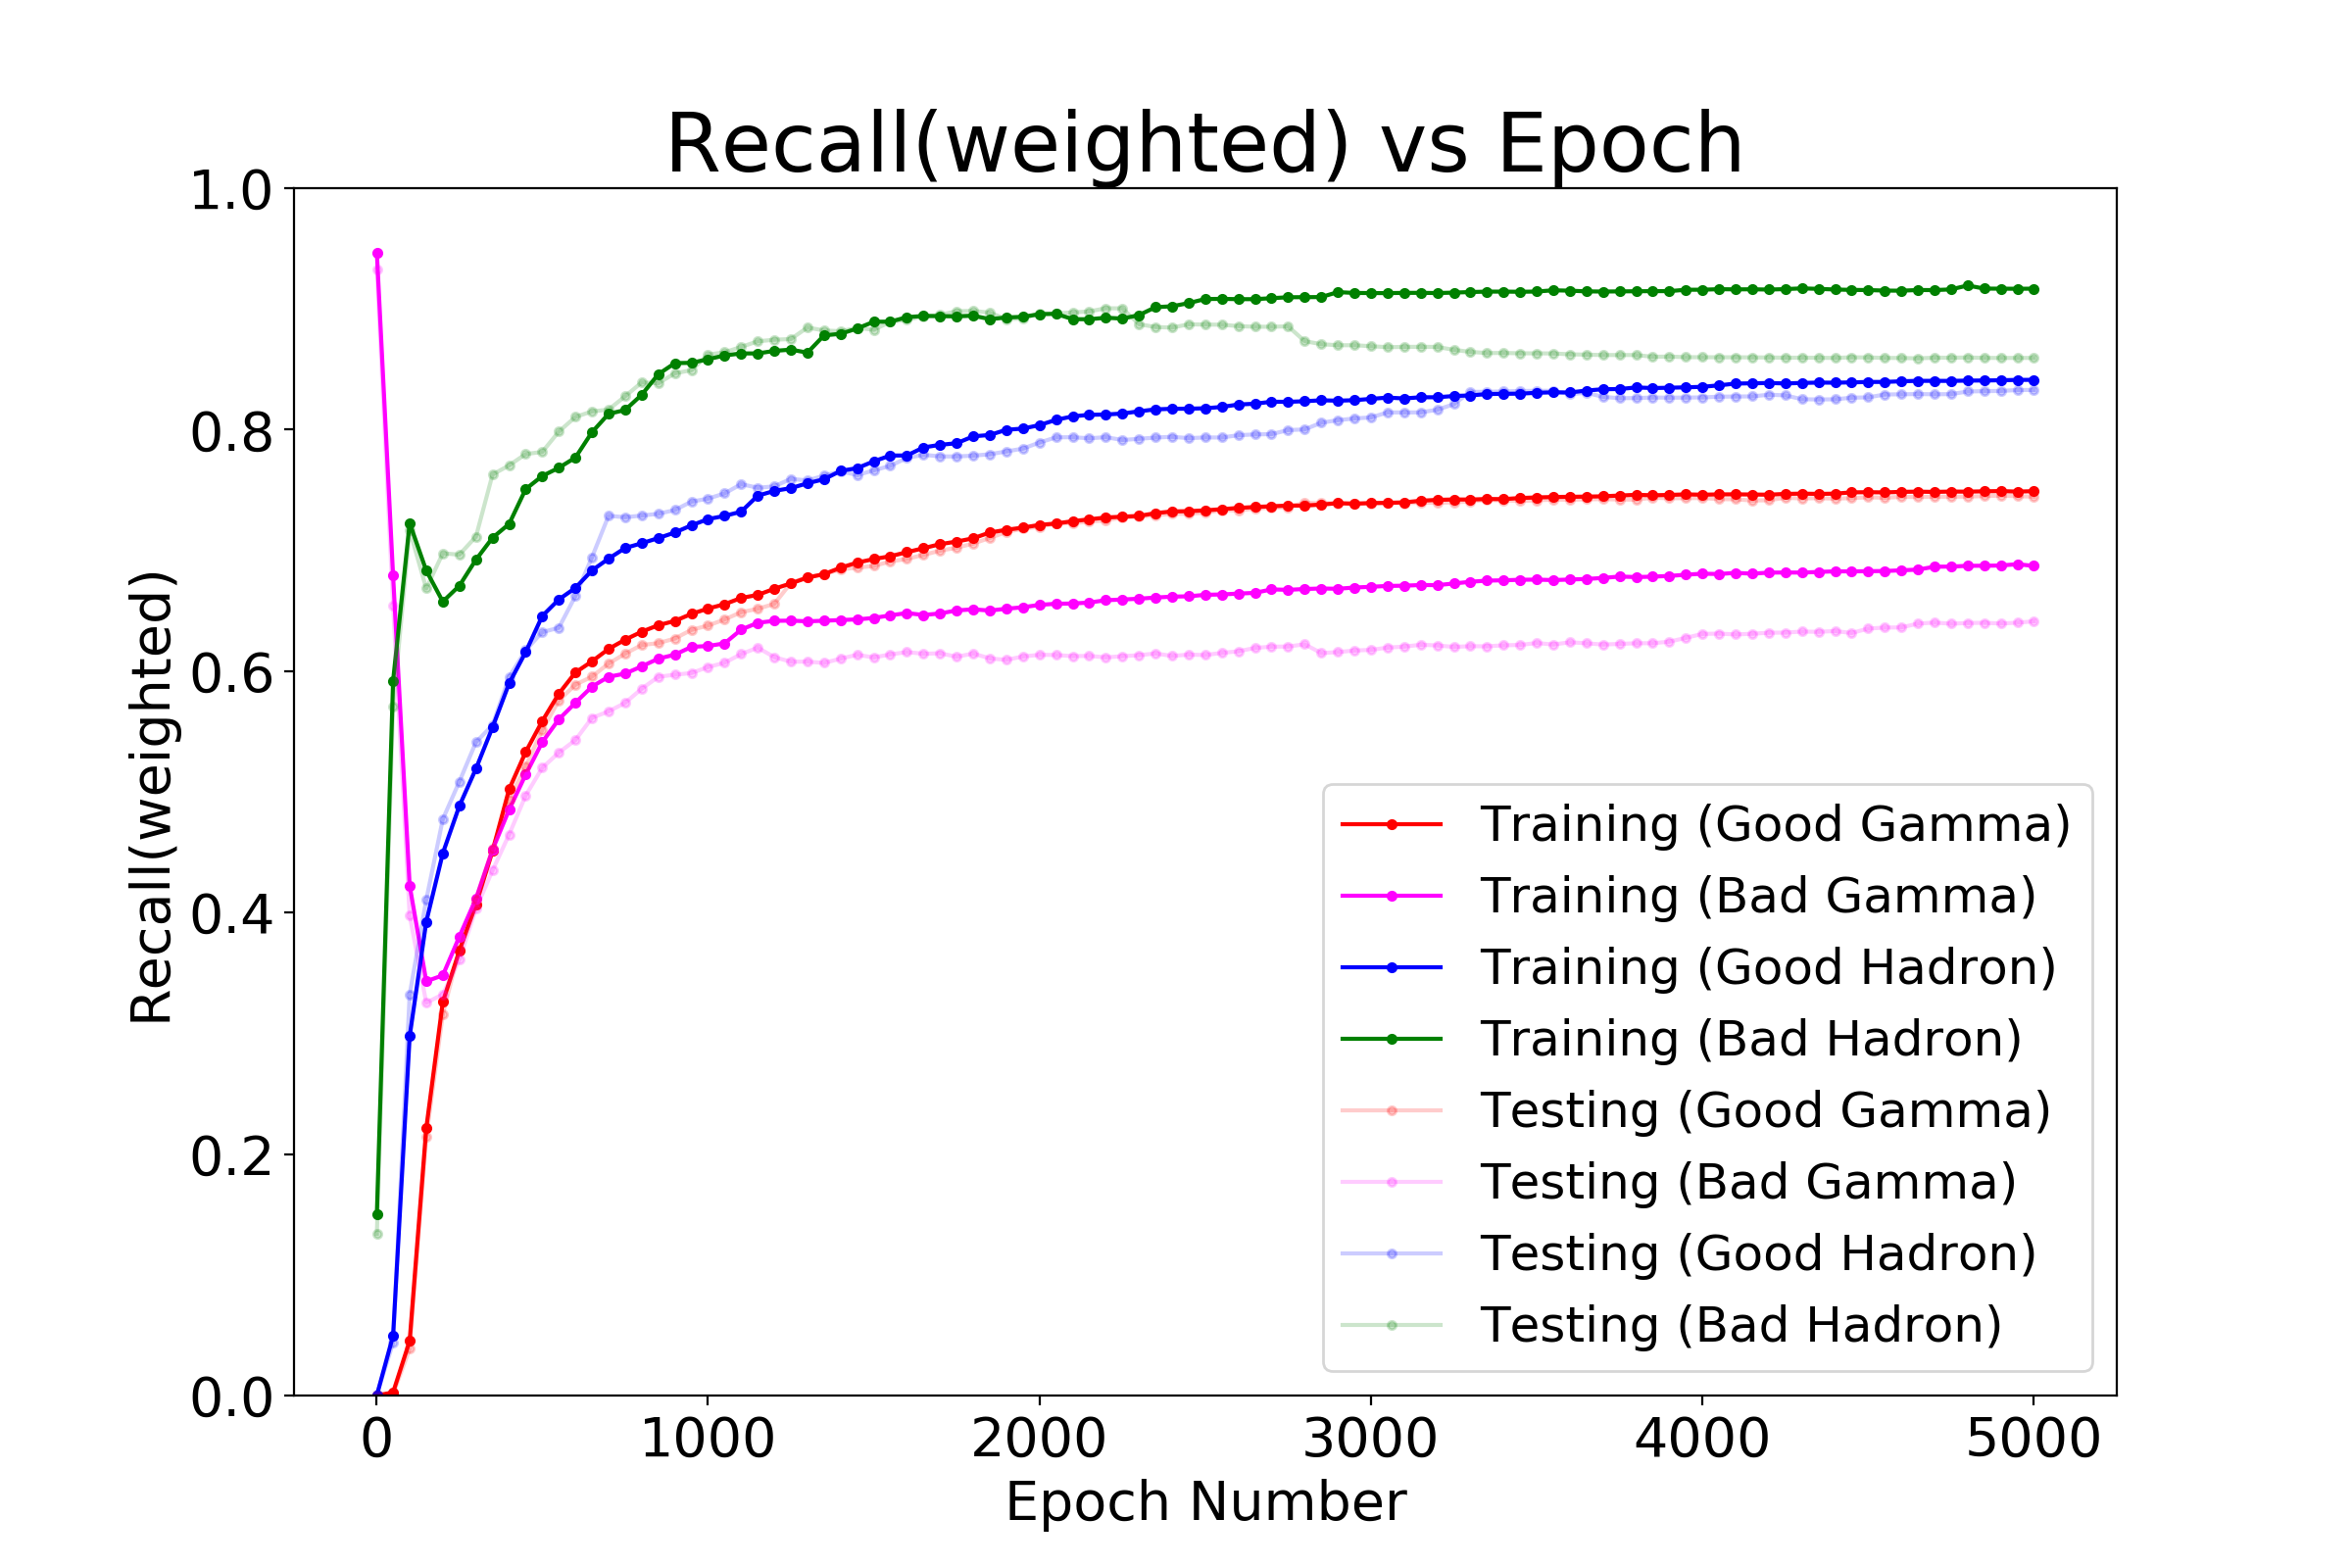 Recall(weighted) vs Epoch
Recall(weighted)
1.0
0.8
0.6
0.4
0.2
0.0
0 1000 2000 3000 4000 5000
Epoch Number
Training (Good Gamma)
Training (Bad Gamma)
Training (Good Hadron)
Training (Bad Hadron)
Testing (Good Gamma)
Testing (Bad Gamma)
Testing (Good Hadron)
Testing (Bad Hadron)